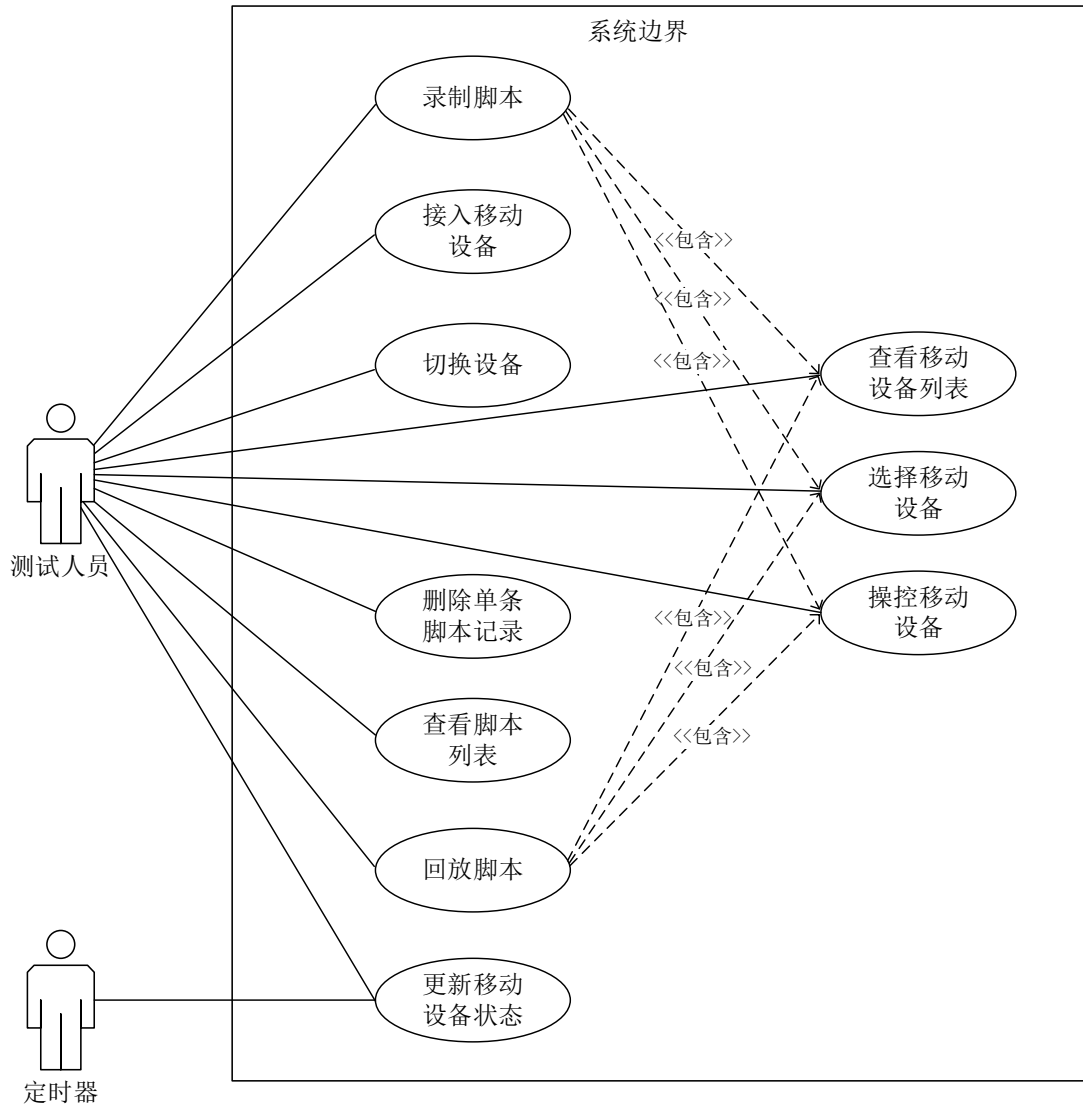 系统边界
录制脚本
接入移动
设备
<<包含>>
<<包含>>
切换设备
<<包含>>
查看移动
设备列表
选择移动
设备
测试人员
删除单条
脚本记录
操控移动
设备
<<包含>>
<<包含>>
查看脚本
列表
<<包含>>
回放脚本
更新移动
设备状态
定时器